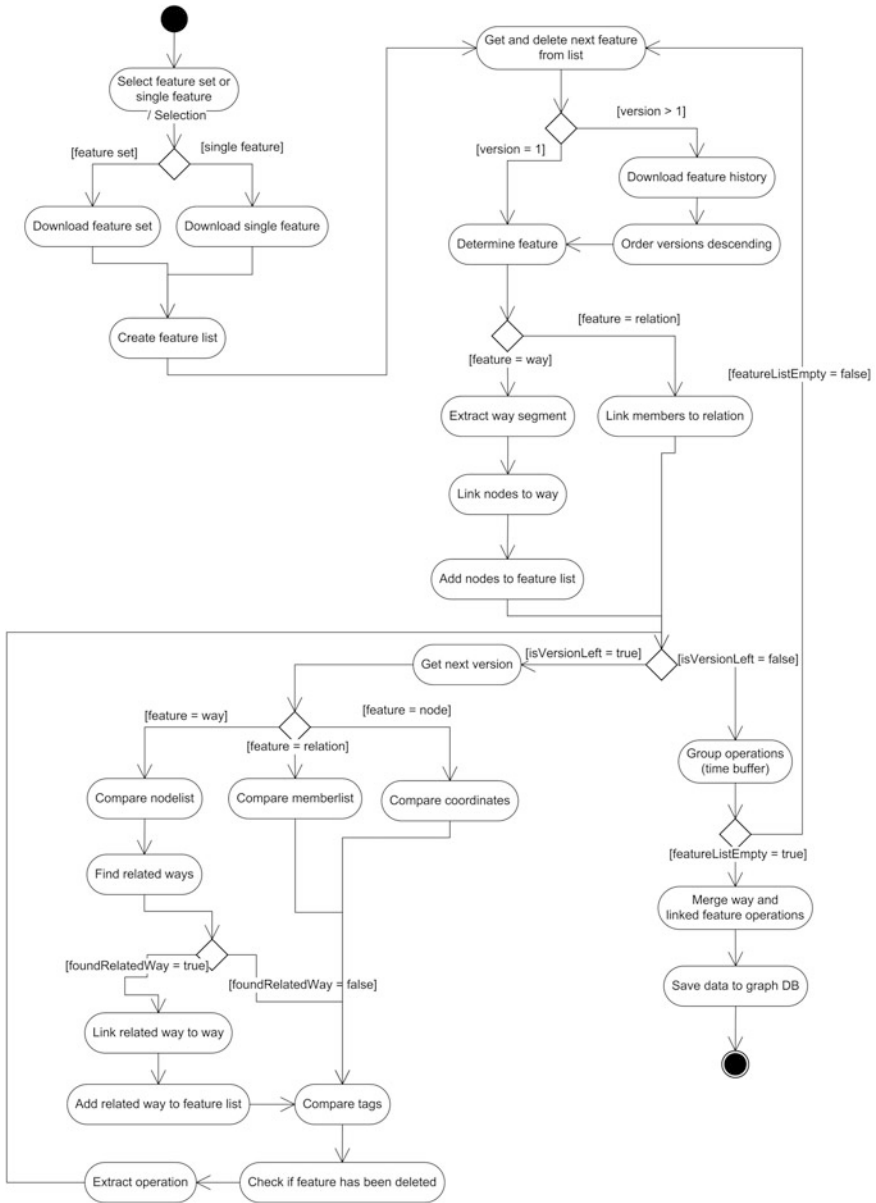 Select feature set or
single feature
/ Selection
[feature set]
[single feature]
Download feature set
Download single feature
Create feature list
Get and delete next feature
from list
[version > 1]
[version = 1]
Download feature history
Determine feature
Order versions descending
[feature = relation]
[feature = way]
[featureListEmpty = false]
Extract way segment
Link members to relation
Link nodes to way
Add nodes to feature list
[isVersionLeft = true]
[isVersionLeft = false]
Get next version
[feature = way]
[feature = node]
[feature = relation]
Compare nodelist
Compare memberlist
Compare coordinates
Find related ways
[foundRelatedWay = true]
[foundRelatedWay = false]
Link related way to way
Add related way to feature list
Compare tags
Extract operation
Check if feature has been deleted
Group operations
(time buffer)
[featureListEmpty = true]
Merge way and
linked feature operations
Save data to graph DB